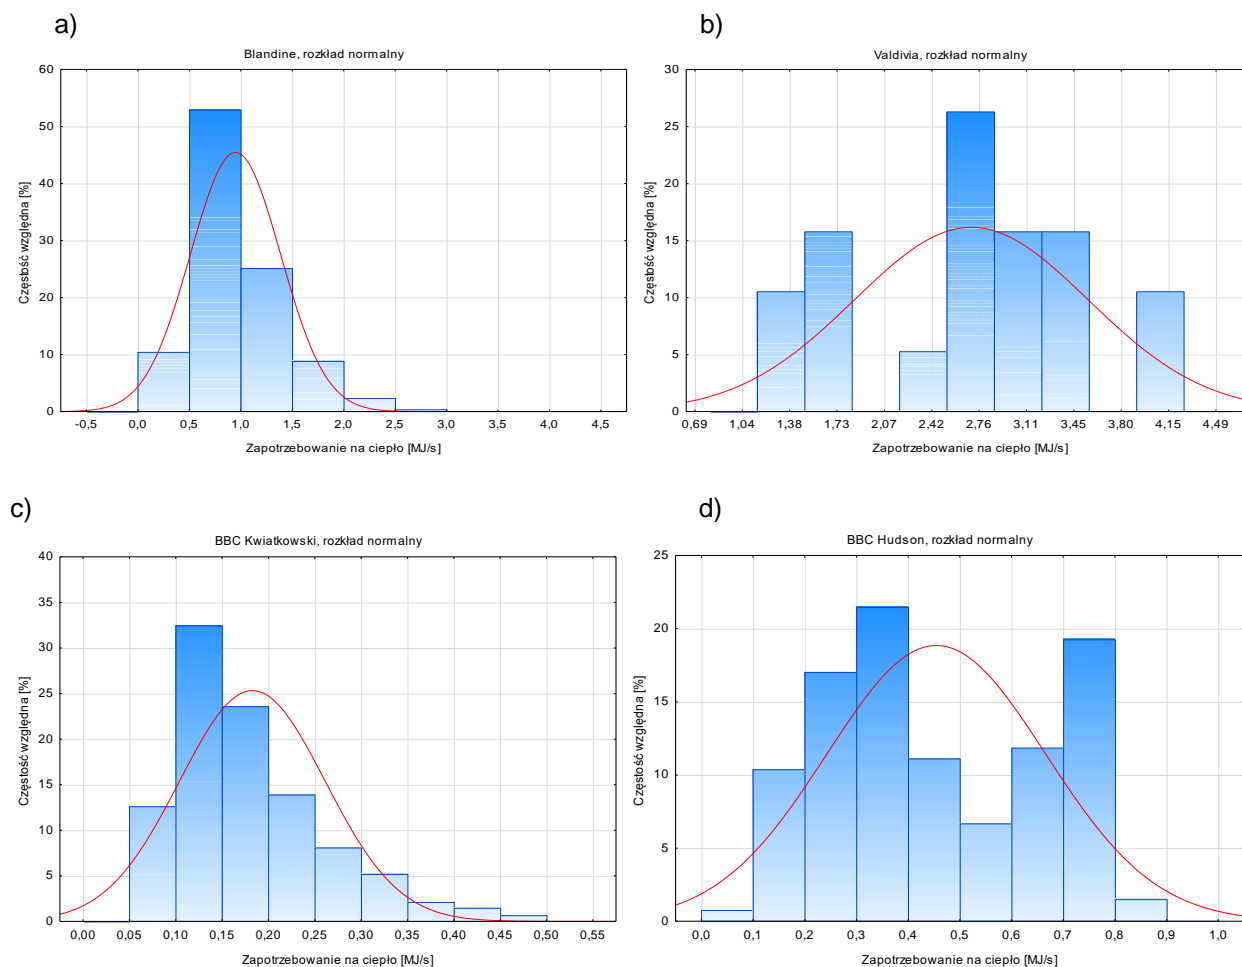 a)
Blandine, rozkład normalny
60
50
40
30
20
10
0
Częstość względna [%]
-0,5 0,0 0,5 1,0 1,5 2,0 2,5 3,0 3,5 4,0 4,5
Zapotrzebowanie na ciepło [MJ/s]
b)
Valdivia, rozkład normalny
30
25
20
15
10
5
0
Częstość względna [%]
0,69 1,04 1,38 1,73 2,07 2,42 2,76 3,11 3,45 3,80 4,15 4,49
Zapotrzebowanie na ciepło [MJ/s]
c)
BBC Kwiatkowski, rozkład normalny
40
35
30
25
20
15
10
5
0
Częstość względna [%]
0,00 0,05 0,10 0,15 0,20 0,25 0,30 0,35 0,40 0,45 0,50 0,55
Zapotrzebowanie na ciepło [MJ/s]
d)
BBC Hudson, rozkład normalny
25
20
15
10
5
0
Częstość względna [%]
0,0 0,1 0,2 0,3 0,4 0,5 0,6 0,7 0,8 0,9 1,0
Zapotrzebowanie na ciepło [MJ/s]